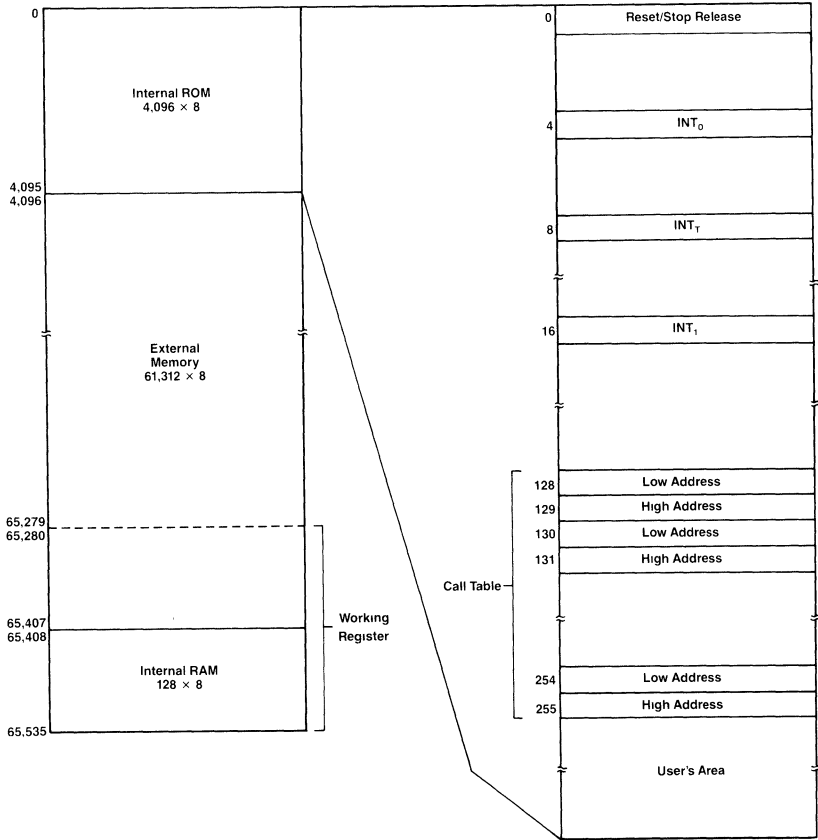 0
Internal ROM
4,096 × 8
4,095
4,096
External
Memory
61,312 × 8
65,279
65,280
65,407
65,408
Working
Register
Internal RAM
128 × 8
65,535
0
Reset/Stop Release
4
INT₀
8
INT_T
16
INT₁
128
Low Address
129
High Address
130
Low Address
131
High Address
Call Table
254
Low Address
255
High Address
User's Area